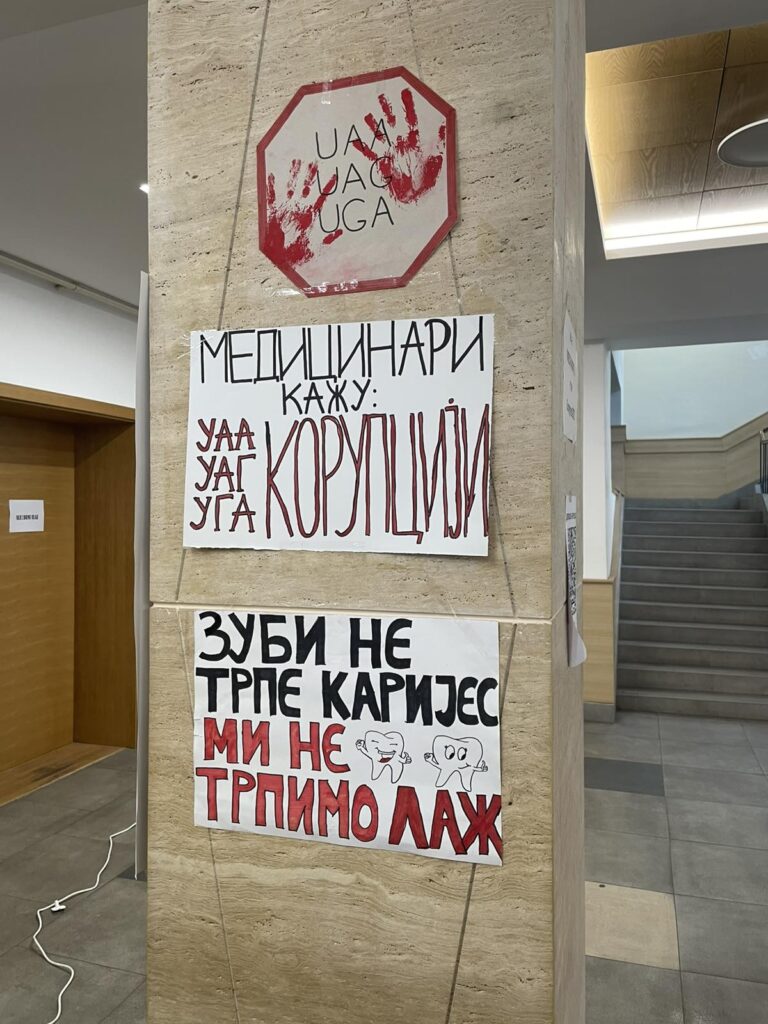 UAA
UAG
UGA
МЕДИЦИНАРИ
КАЖУ:
УАА
УАГ
УГА
КОРУПЦИЈИ
ЗУБИ НЕ
ТРПЕ КАРИЈЕС
МИ НЕ
ТРПИМО ЛАЖ